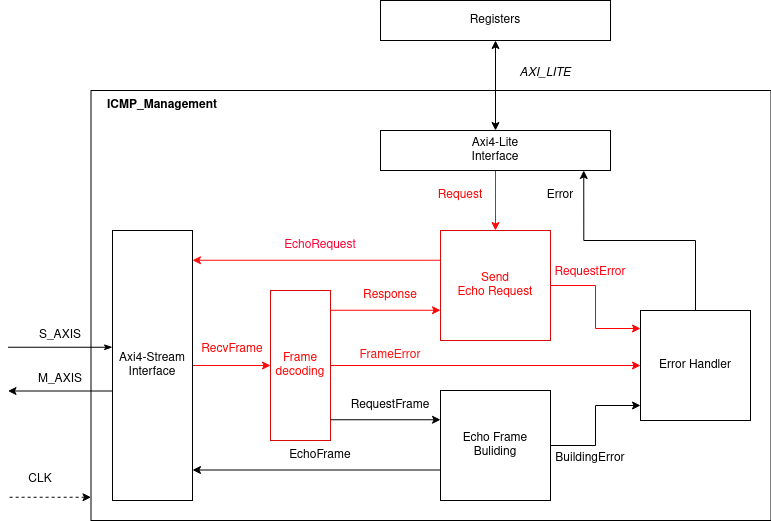 Registers
AXI_LITE
ICMP_Management
Axi4-Lite
Interface
Request
Error
EchoRequest
Send
Echo Request
RequestError
Response
S_AXIS
RecvFrame
Frame
decoding
FrameError
Axi4-Stream
Interface
Error Handler
M_AXIS
RequestFrame
Echo Frame
Buliding
EchoFrame
BuildingError
CLK